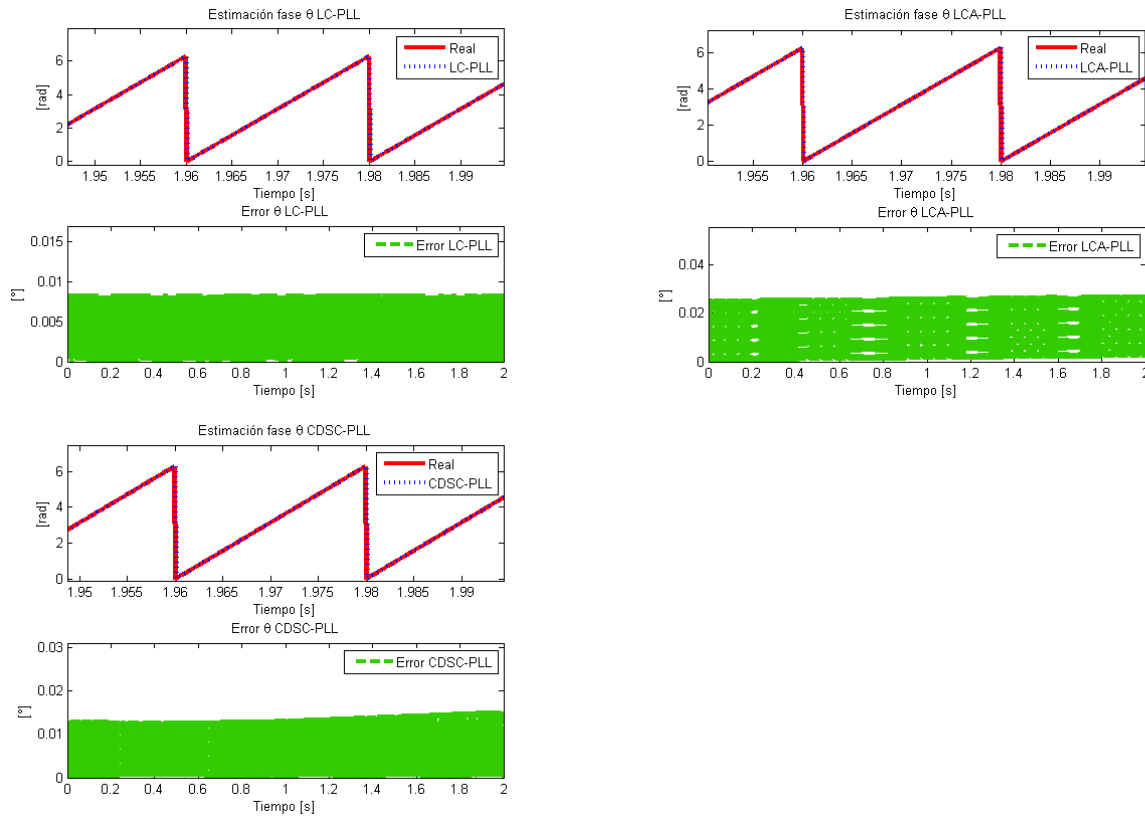 Estimación fase θ LC-PLL
[rad]
6
4
2
0
Real
LC-PLL
1.95 1.955 1.96 1.965 1.97 1.975 1.98 1.985 1.99
Tiempo [s]
Error θ LC-PLL
[°]
0.015
0.01
0.005
0
Error LC-PLL
0 0.2 0.4 0.6 0.8 1 1.2 1.4 1.6 1.8 2
Tiempo [s]
Estimación fase θ LCA-PLL
[rad]
6
4
2
0
Real
LCA-PLL
1.955 1.96 1.965 1.97 1.975 1.98 1.985 1.99
Tiempo [s]
Error θ LCA-PLL
[°]
0.04
0.02
0
Error LCA-PLL
0 0.2 0.4 0.6 0.8 1 1.2 1.4 1.6 1.8 2
Tiempo [s]
Estimación fase θ CDSC-PLL
[rad]
6
4
2
0
Real
CDSC-PLL
1.95 1.955 1.96 1.965 1.97 1.975 1.98 1.985 1.99
Tiempo [s]
Error θ CDSC-PLL
[°]
0.03
0.02
0.01
0
Error CDSC-PLL
0 0.2 0.4 0.6 0.8 1 1.2 1.4 1.6 1.8 2
Tiempo [s]